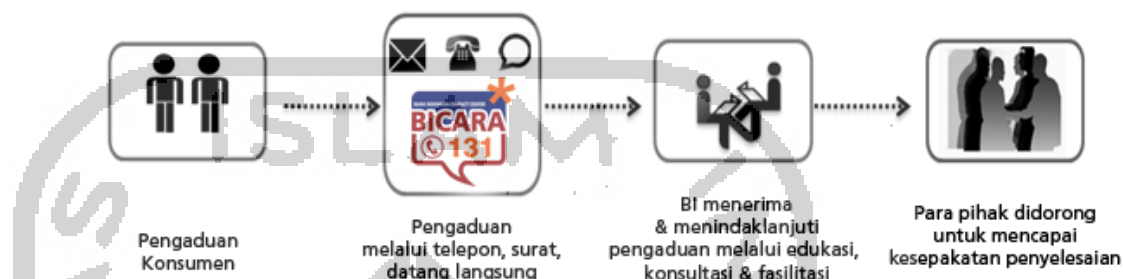 BICARA
131
Pengaduan
Konsumen
Pengaduan
melalui telepon, surat,
datang langsung
BI menerima
& menindaklanjuti
pengaduan melalui edukasi,
konsultasi & fasilitasi
Para pihak didorong
untuk mencapai
kesepakatan penyelesaian
ISLAM